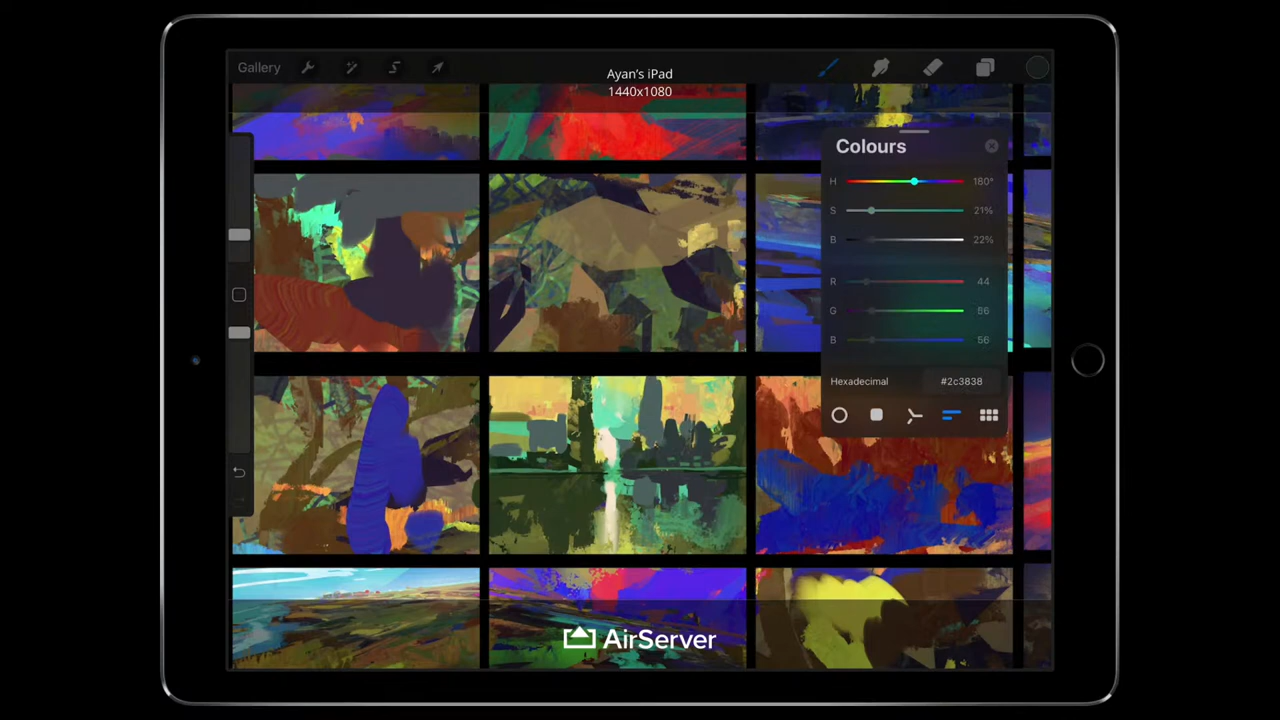 Gallery
Ayan's iPad
1440x1080
Colours
H 180°
S 21%
B 22%
R 44
G 56
B 56
Hexadecimal #2c3838
AirServer